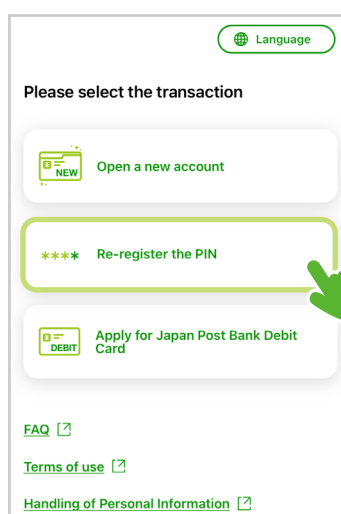 Language
Please select the transaction
NEW
Open a new account
****
Re-register the PIN
DEBIT
Apply for Japan Post Bank Debit
Card
FAQ
Terms of use
Handling of Personal Information